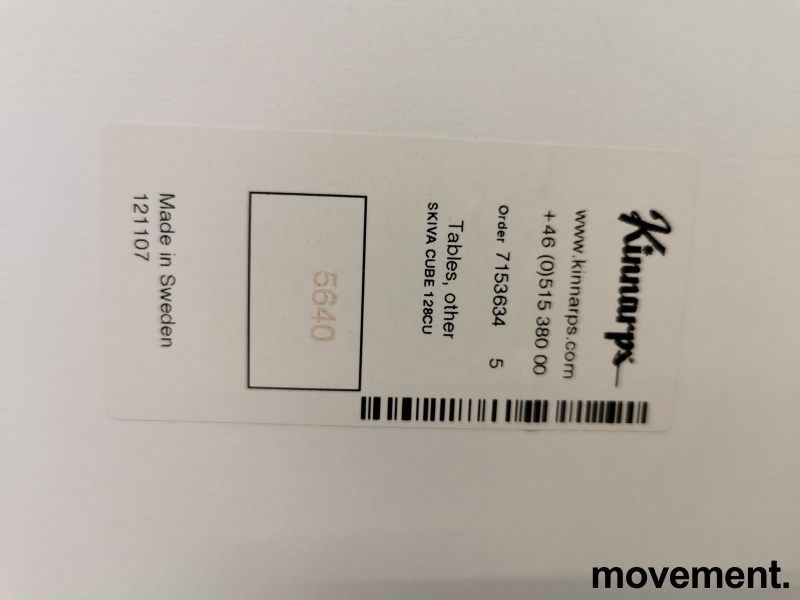 Kinnarps
www.kinnarps.com
+46 (0)515 380 00
Order 7153634 5
Tables, other
SKIVA CUBE 128CU
5640
Made in Sweden
121107
movement.